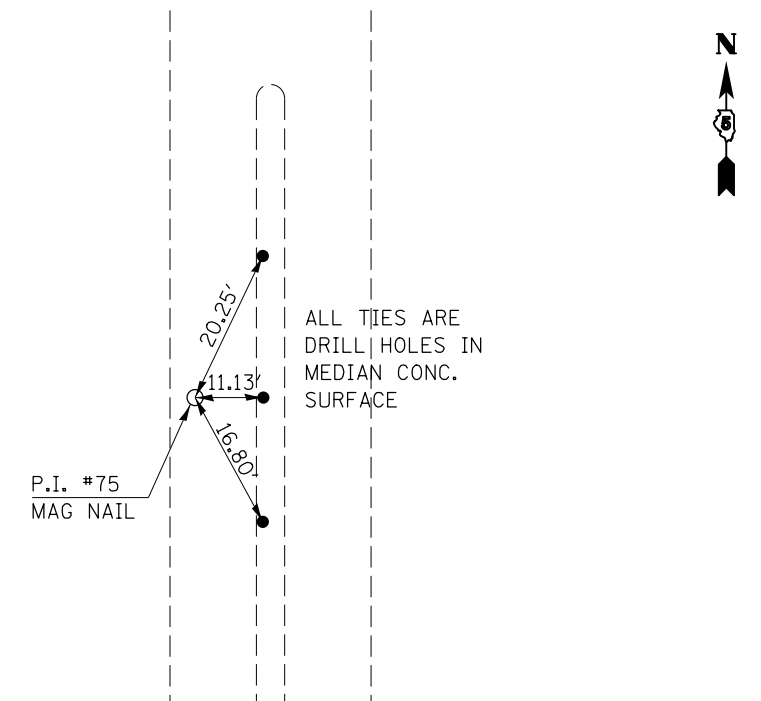 N
5
20.25'
ALL TIES ARE
DRILL HOLES IN
MEDIAN CONC.
SURFACE
11.13'
16.80'
P.I. #75
MAG NAIL